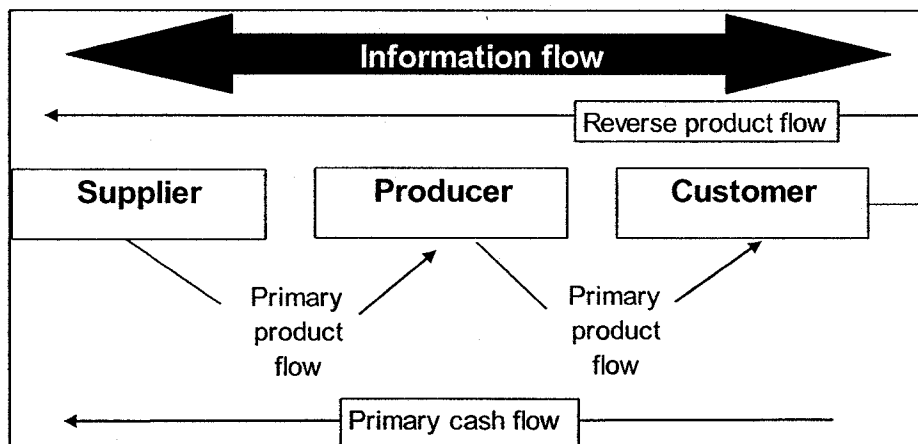 Information flow
Reverse product flow
Supplier
Producer
Customer
Primary
product
flow
Primary
product
flow
Primary cash flow